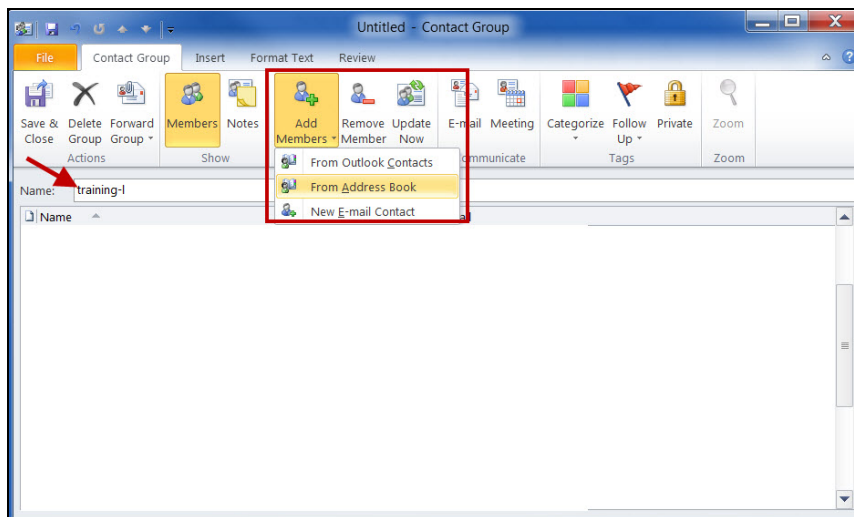 Untitled - Contact Group
File Contact Group Insert Format Text Review
Save & Close Delete Group Forward Group Members Notes Add Members Remove Member Update Now E-mail Meeting Categorize Follow Up Private Zoom
Actions Show Tags Zoom
From Outlook Contacts
From Address Book
New E-mail Contact
Name: training-l
Name